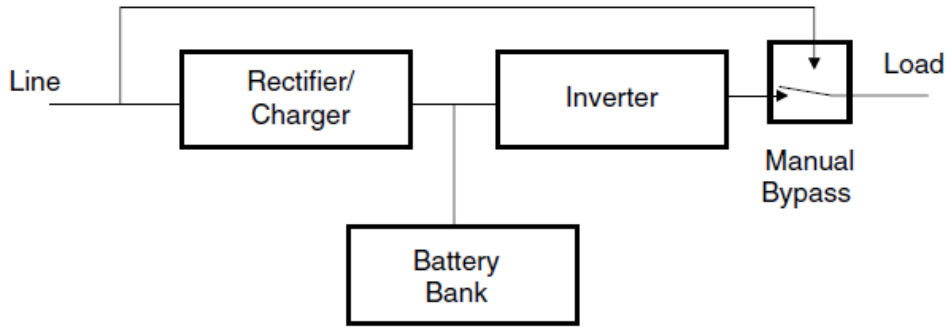 Line
Rectifier/
Charger
Inverter
Load
Manual
Bypass
Battery
Bank